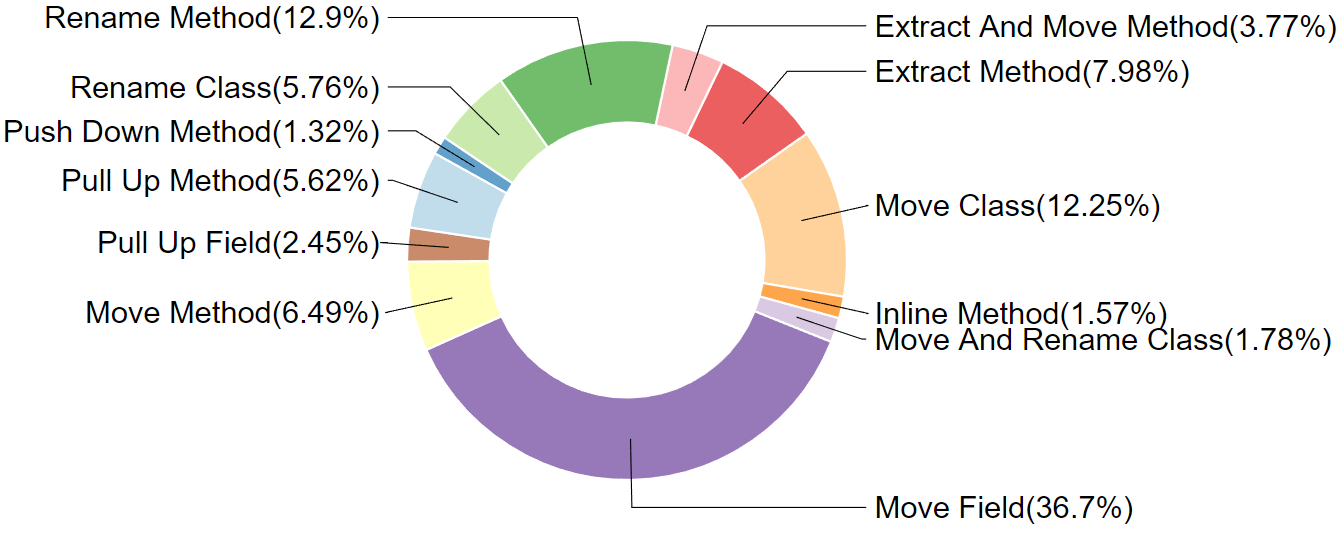 Rename Method(12.9%)
Extract And Move Method(3.77%)
Extract Method(7.98%)
Rename Class(5.76%)
Push Down Method(1.32%)
Pull Up Method(5.62%)
Move Class(12.25%)
Pull Up Field(2.45%)
Move Method(6.49%)
Inline Method(1.57%)
Move And Rename Class(1.78%)
Move Field(36.7%)